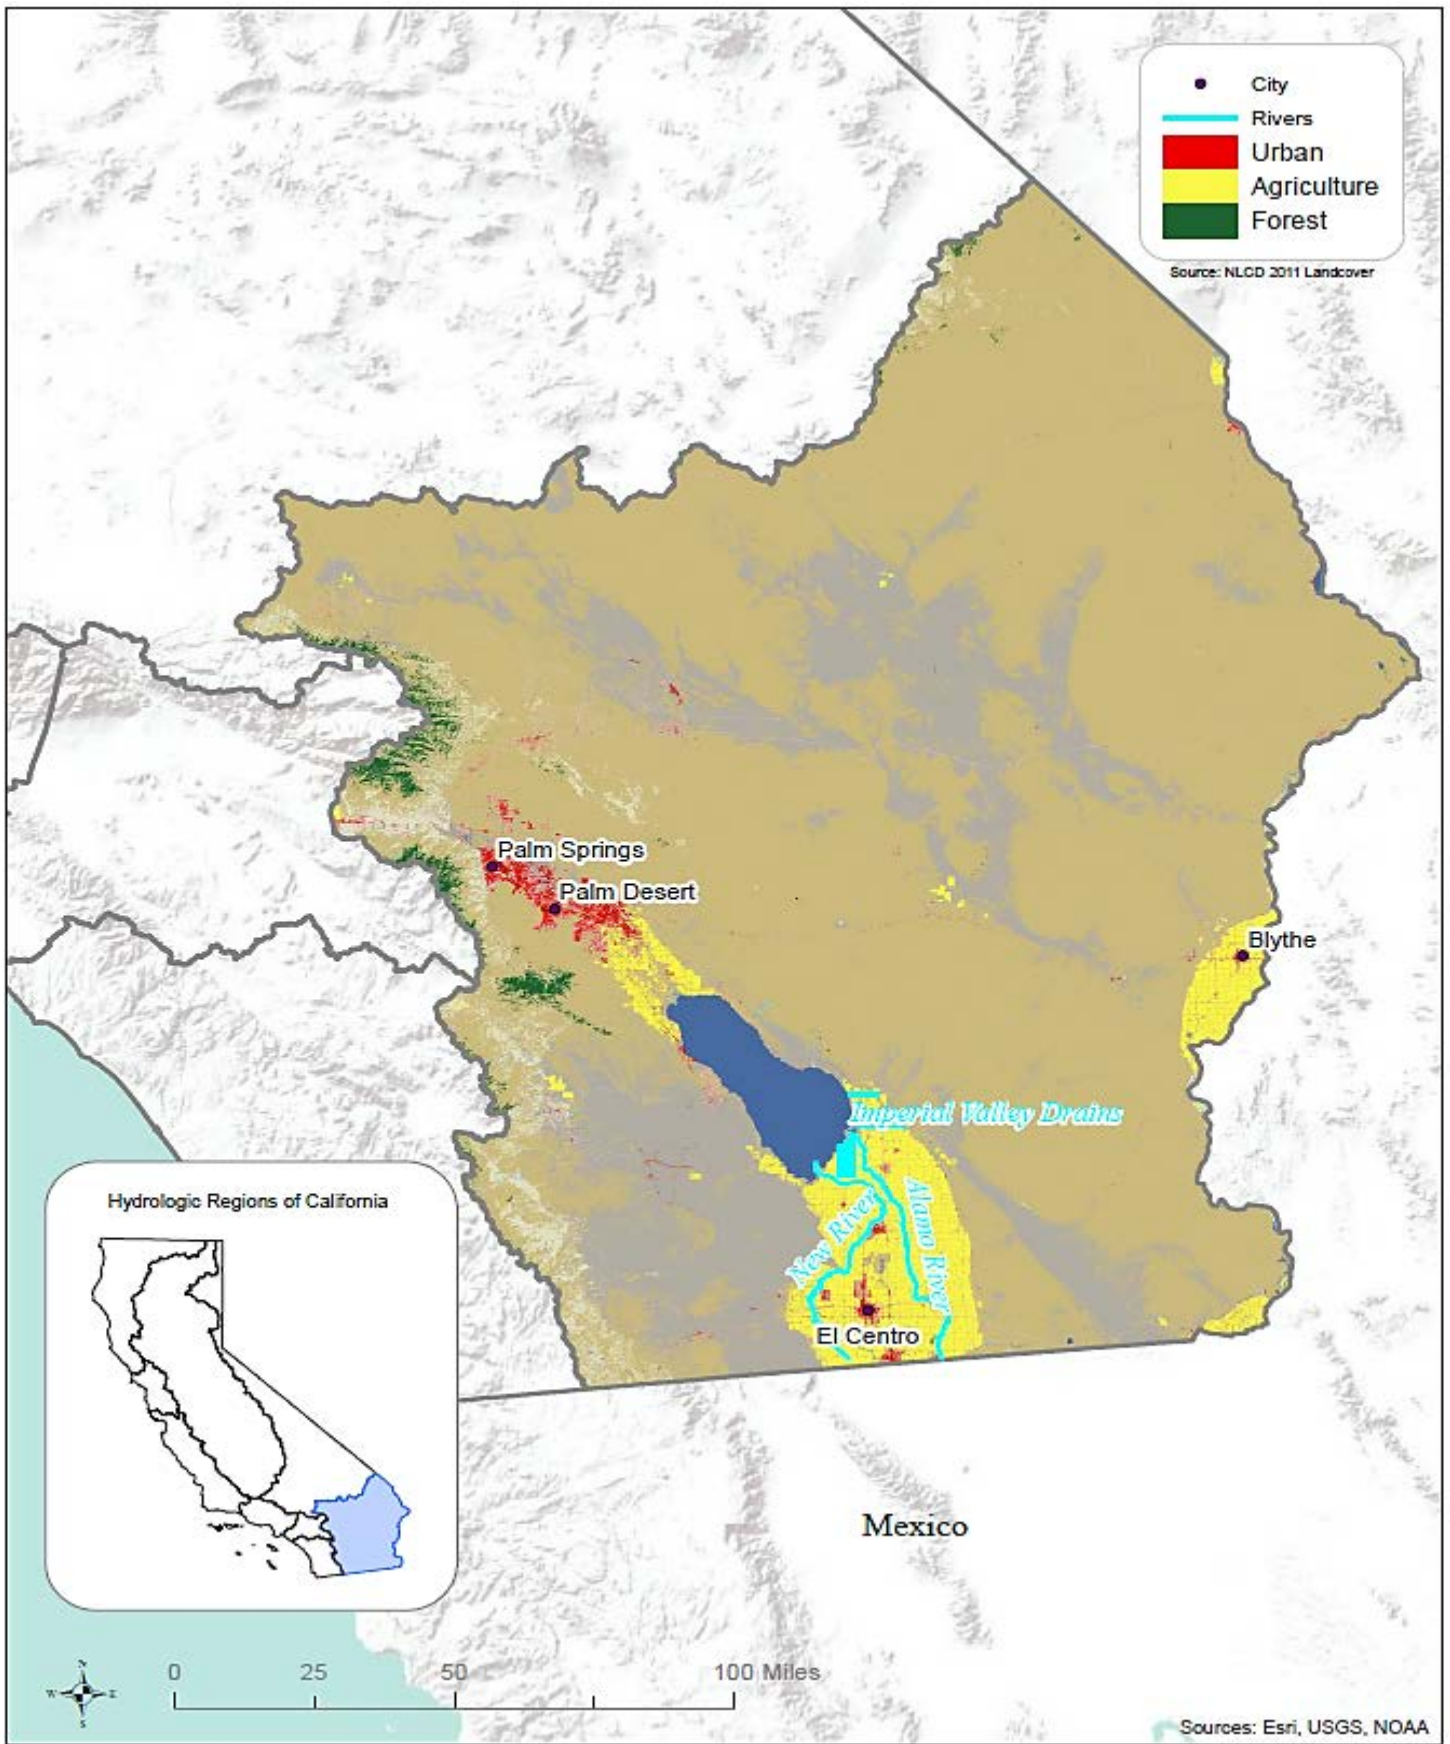 City
Rivers
Urban
Agriculture
Forest
Source: NLCD 2011 Landcover
Palm Springs
Palm Desert
Blythe
Imperial Valley Drains
New River
Alamo River
El Centro
Hydrologic Regions of California
Mexico
N
W E
S
0 25 50 100 Miles
Sources: Esri, USGS, NOAA